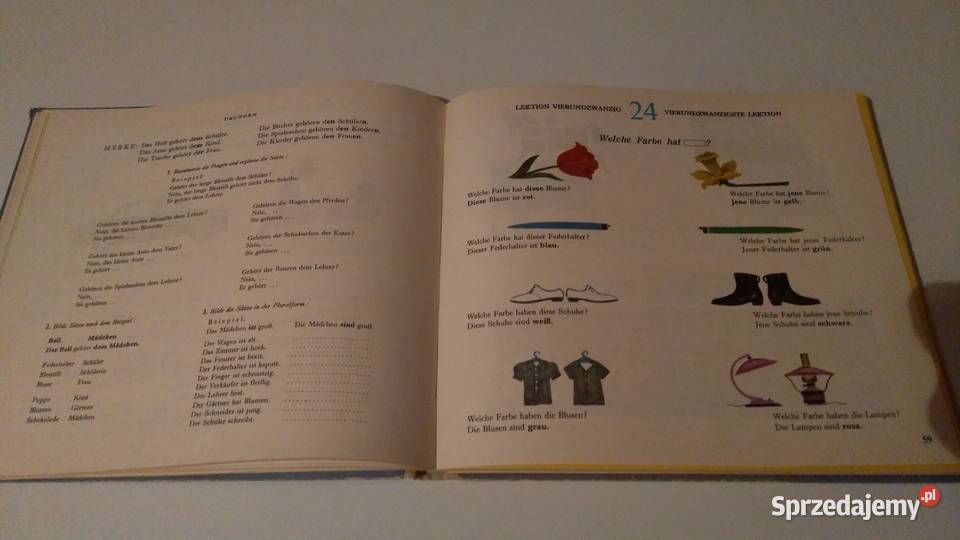 ÜBUNGEN
MERKE: Das Heft gehört dem Schüler.
Das Auto gehört dem Kind.
Die Tasche gehört der Frau.
Die Bücher gehören den Schülern.
Die Spielsachen gehören den Kindern.
Die Kleider gehören den Frauen.
1. Beantworte die Fragen und ergänze die Sätze:
Beispiel:
Gehört der lange Bleistift dem Schüler?
Nein, der lange Bleistift gehört nicht dem Schüler.
Er gehört dem Lehrer.
Gehören die kurzen Bleistifte dem Lehrer?
Nein, die kurzen Bleistifte ...
Sie gehören ...
Gehört das kleine Auto dem Vater?
Nein, das kleine Auto ...
Es gehört ...
Gehören die Spielsachen dem Lehrer?
Nein, ...
Sie gehören ...
Gehören die Wagen den Pferden?
Nein, ...
Sie gehören ...
Gehören die Schubschen der Katze?
Nein, ...
Sie gehören ...
Gehört der Ranzen dem Lehrer?
Nein, ...
Er gehört ...
2. Bilde Sätze nach dem Beispiel:
Ball Mädchen
Der Ball gehört dem Mädchen.
Federhalter Schüler
Bleistift Schülerin
Bluse Frau
Puppe Kind
Blumen Gärtner
Schokolade Mädchen
3. Bilde die Sätze in der Pluralform:
Beispiel:
Das Mädchen ist groß. Die Mädchen sind groß.
Der Wagen ist alt.
Das Zimmer ist hoch.
Das Fenster ist breit.
Der Federhalter ist kaputt.
Der Finger ist schmutzig.
Der Verkäufer ist fleißig.
Der Lehrer liest.
Der Gärtner hat Blumen.
Der Schneider ist jung.
Der Schüler schreibt.
LEKTION VIERUNDZWANZIG 24 VIERUNDZWANZIGSTE LEKTION
Welche Farbe hat ?
Welche Farbe hat diese Blume?
Diese Blume ist rot.
Welche Farbe hat jene Blume?
Jene Blume ist gelb.
Welche Farbe hat dieser Federhalter?
Dieser Federhalter ist blau.
Welche Farbe hat jener Federhalter?
Jener Federhalter ist grün.
Welche Farbe haben diese Schuhe?
Diese Schuhe sind weiß.
Welche Farbe haben jene Schuhe?
Jene Schuhe sind schwarz.
Welche Farbe haben die Blusen?
Die Blusen sind grau.
Welche Farbe haben die Lampen?
Die Lampen sind rosa.
59
Sprzedajemy.pl